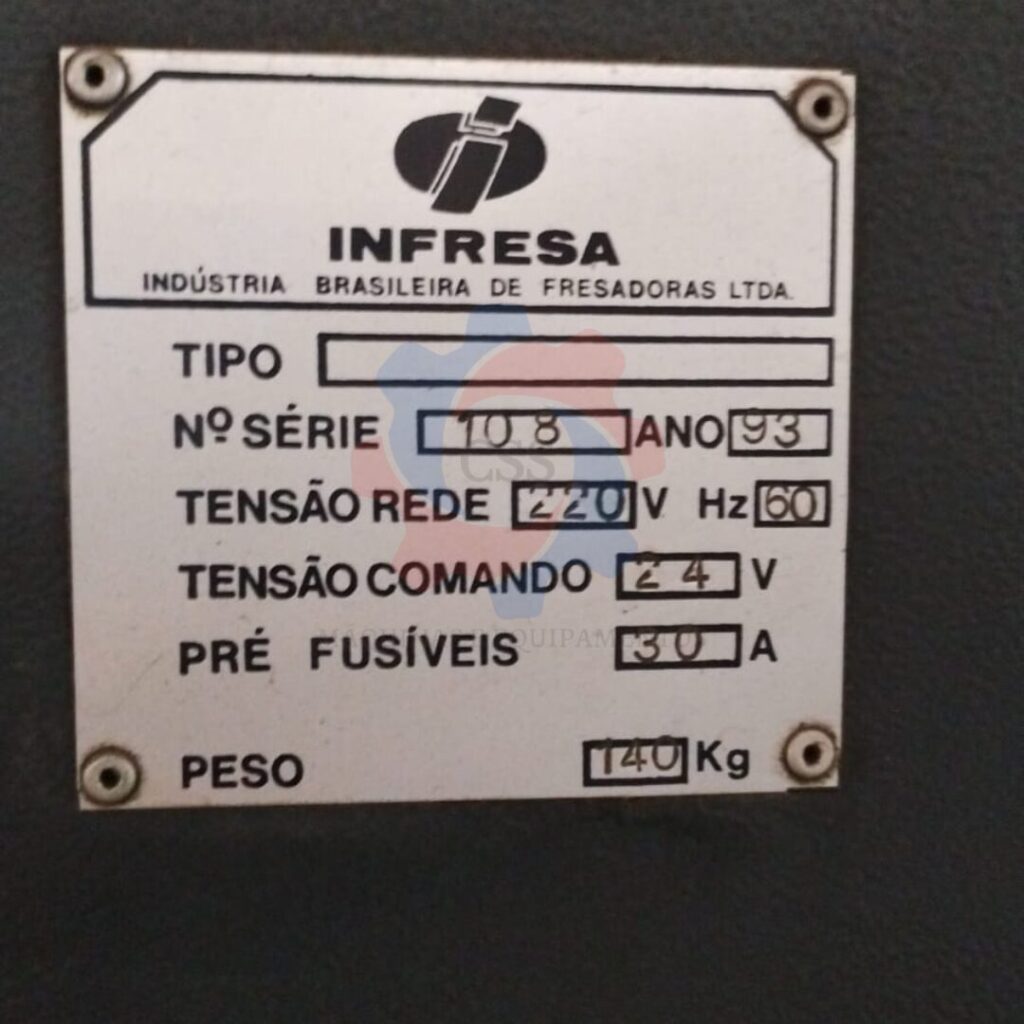 INFRESA
INDÚSTRIA BRASILEIRA DE FRESADORAS LTDA.
TIPO
Nº SÉRIE 108 ANO 93
TENSÃO REDE 220 V Hz 60
TENSÃO COMANDO 24 V
PRÉ FUSÍVEIS 30 A
PESO 140 Kg
CSS